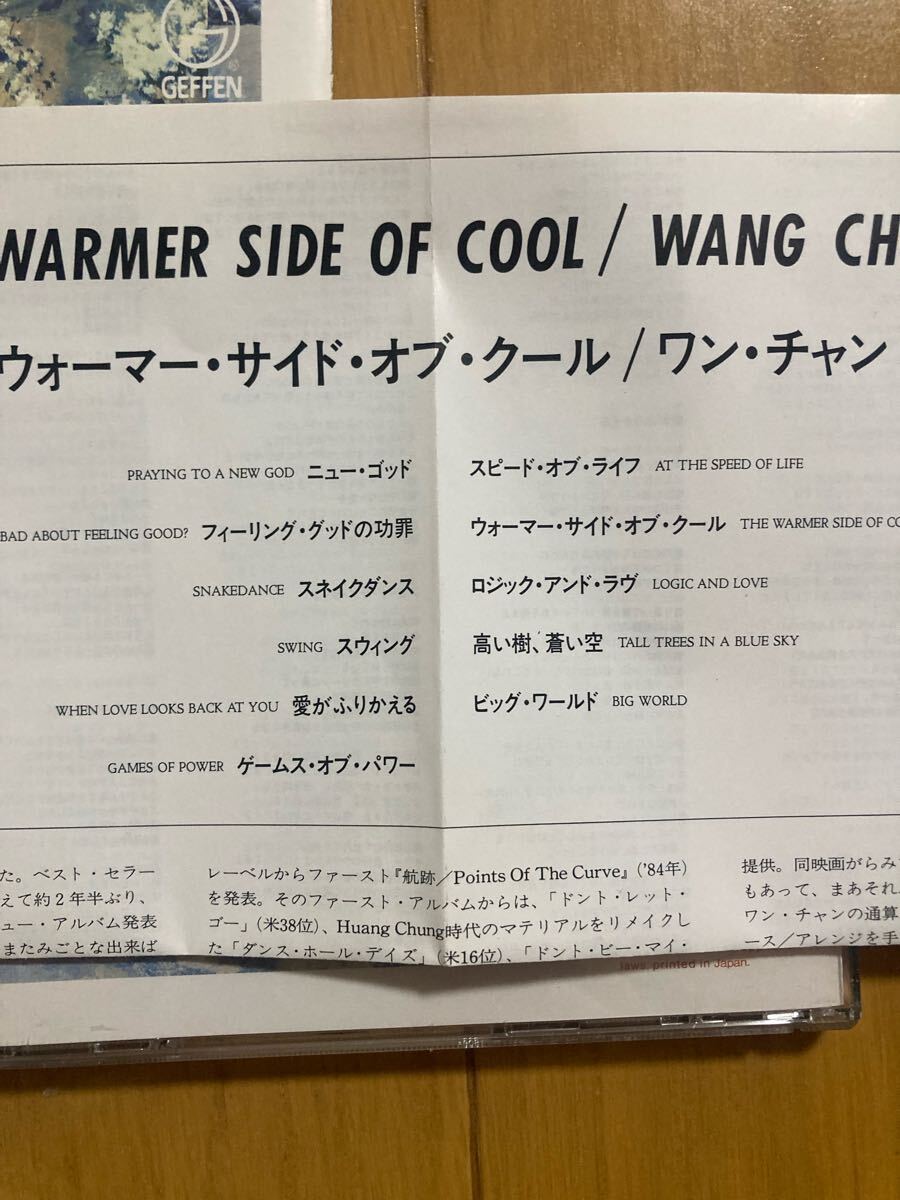 GEFFEN
WARMER SIDE OF COOL / WANG CH
ウォーマー・サイド・オブ・クール / ワン・チャン
PRAYING TO A NEW GOD ニュー・ゴッド
BAD ABOUT FEELING GOOD? フィーリング・グッドの功罪
SNAKEDANCE スネイクダンス
SWING スウィング
WHEN LOVE LOOKS BACK AT YOU 愛がふりかえる
GAMES OF POWER ゲームス・オブ・パワー
スピード・オブ・ライフ AT THE SPEED OF LIFE
ウォーマー・サイド・オブ・クール THE WARMER SIDE OF CO
ロジック・アンド・ラヴ LOGIC AND LOVE
高い樹、蒼い空 TALL TREES IN A BLUE SKY
ビッグ・ワールド BIG WORLD
た。ベスト・セラー
えて約2年半ぶり、
ュー・アルバム発表
またみごとな出来ば
レーベルからファースト『航跡／Points Of The Curve』('84年)
を発表。そのファースト・アルバムからは、「ドント・レット・
ゴー」(米38位)、Huang Chung時代のマテリアルをリメイクし
た「ダンス・ホール・デイズ」(米16位)、「ドント・ビー・マイ・
提供。同映画がらみ
もあって、まあそれ
ワン・チャンの通算
ース／アレンジを手
laws. printed in Japan.